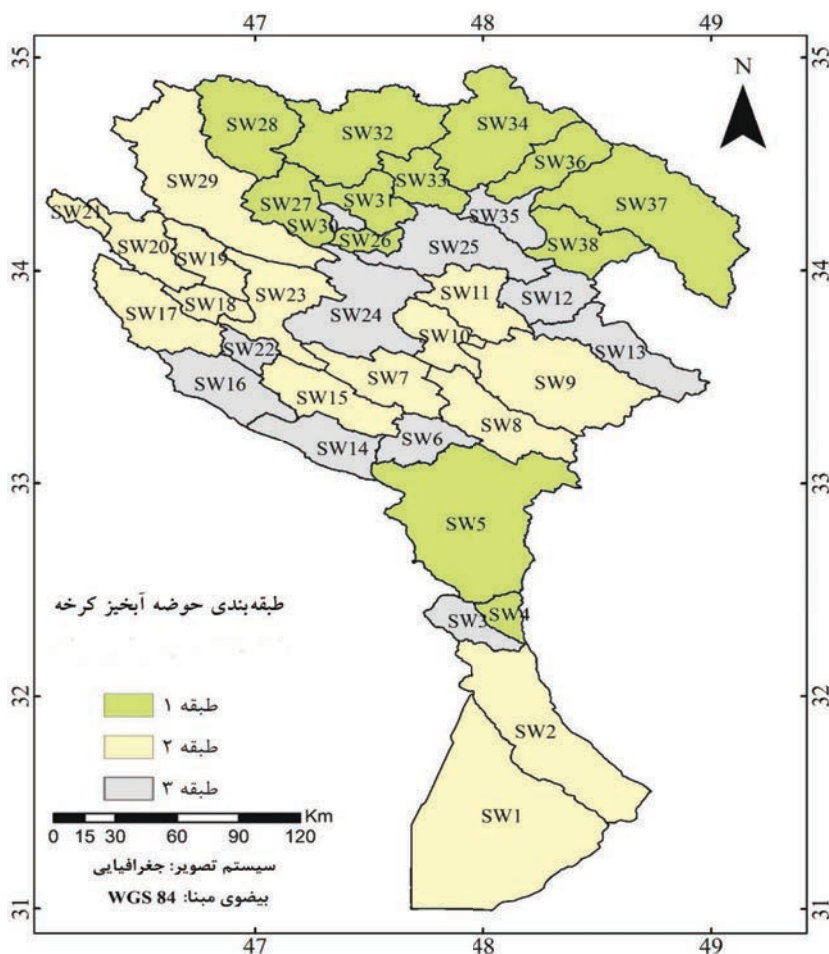 47 48 49
35 35
N
SW28 SW32 SW34
SW36
SW29 SW33
SW27 SW31 SW37
SW21 SW30 SW35
SW26 SW38
SW20 SW19 SW25
34 34
SW17 SW18 SW23 SW11 SW12
SW24 SW10
SW22 SW13
SW16 SW7 SW9
SW15
SW14 SW6 SW8
33 33
SW5
طبقه‌بندی حوضه آبخیز کرخه
SW3 SW4
32 32
طبقه ۱
طبقه ۲
SW2
طبقه ۳
Km
0 15 30 60 90 120
SW1
سیستم تصویر: جغرافیایی
بیضوی مبنا: WGS 84
31 31
47 48 49